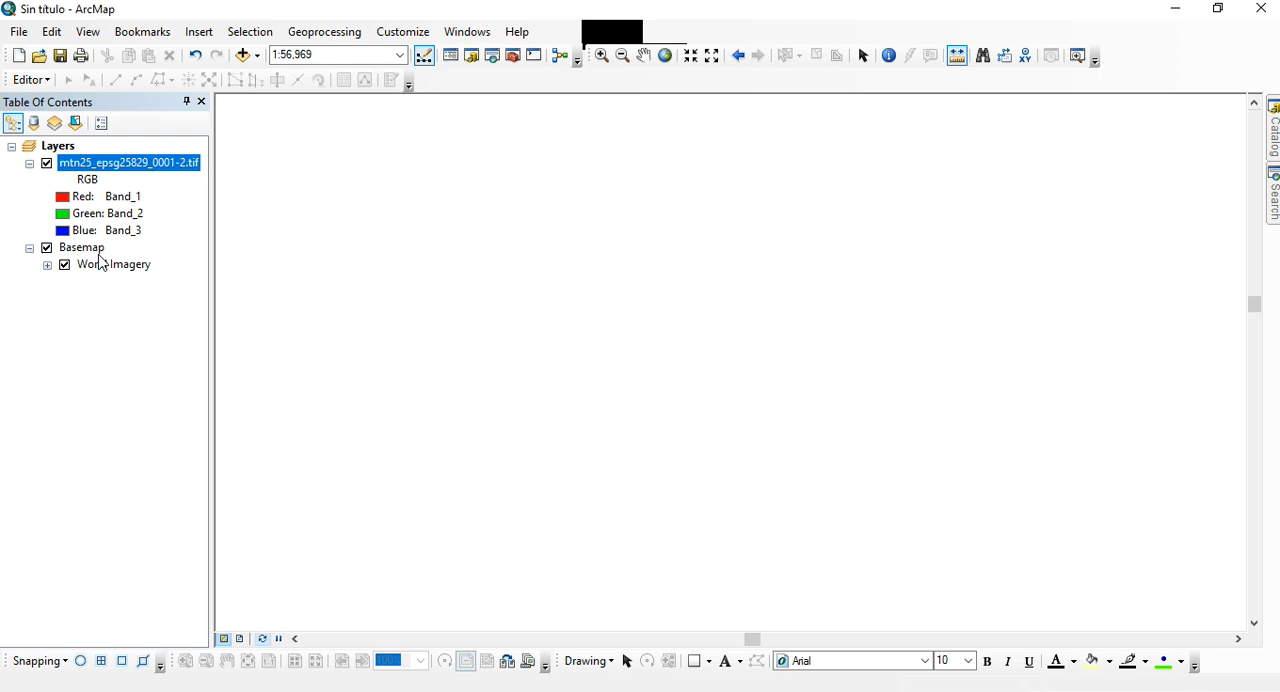 Sin título - ArcMap
File Edit View Bookmarks Insert Selection Geoprocessing Customize Windows Help
1:56,969
Editor
Table Of Contents
Layers
mtn25_epsg25829_0001-2.tif
RGB
Red: Band_1
Green: Band_2
Blue: Band_3
Basemap
Imagery
Catalog
Search
Snapping
100%
Drawing
A
Arial
10
B I U A